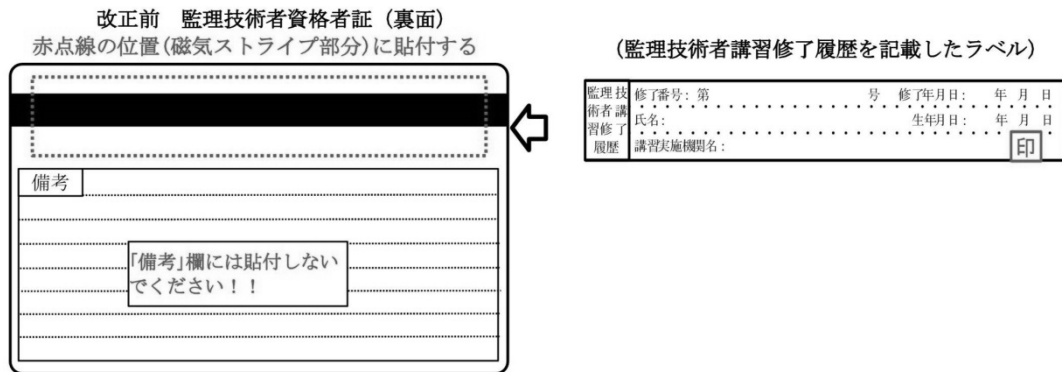 改正前　監理技術者資格者証（裏面）
赤点線の位置(磁気ストライプ部分)に貼付する
備考
「備考」欄には貼付しない
でください！！
(監理技術者講習修了履歴を記載したラベル)
監理技
術者講
習修了
履歴
修了番号：第　号　修了年月日：　年　月　日
氏名：　生年月日：　年　月　日
講習実施機関名：
印